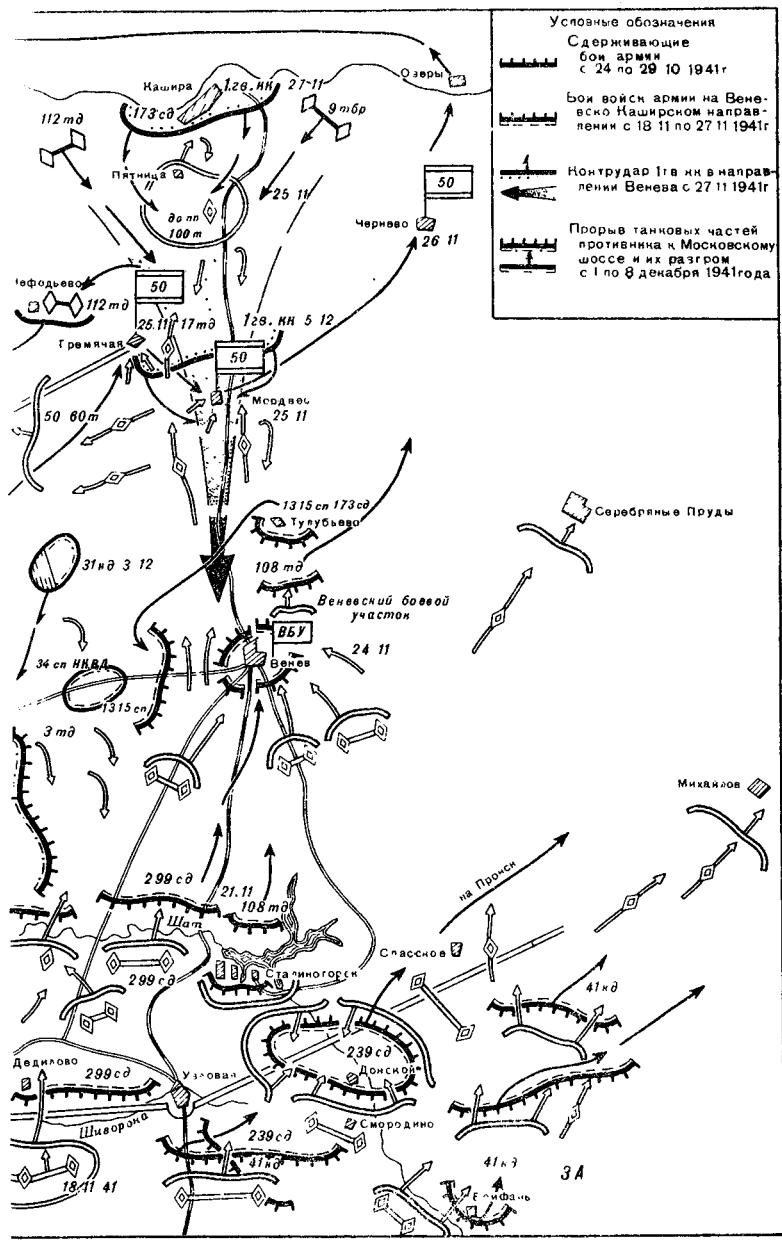 Условные обозначения
Сдерживающие
бои армии
с 24 по 29 10 1941г
Бои войск армии на Вене-
вско Каширском направ-
лении с 18 11 по 27 11 1941г
Контрудар 1гв кк в направ-
лении Венева с 27 11 1941г
Прорыв танковых частей
противника к Московскому
шоссе и их разгром
с 1 по 8 декабря 1941года
Озеры
Кашира
1гв. кк 27-11
173 сд
9 тбр
112 тд
Пятница
25 11
до пп
100 т
50
Чернево
26 11
50
112 тд
25.11
17 тд
1гв. кк 5 12
Гремячая
50
Мордвес
25 11
50 60 т
Серебряные Пруды
1315 сп 173 сд
Тулубьево
108 тд
31 кд 3 12
Веневский боевой
участок
ВБУ
24 11
Венев
34 сп НКВД
1315 сп
3 тд
Михайлов
на Пронск
299 сд
21.11
108 тд
Шат
Спасское
Сталиногорск
299 сд
41 кд
239 сд
Дедилово
299 сд
Узловая
Донской
Шиворона
239 сд
Смородино
41 кд
41 кд
3А
18 11 41
Епифань